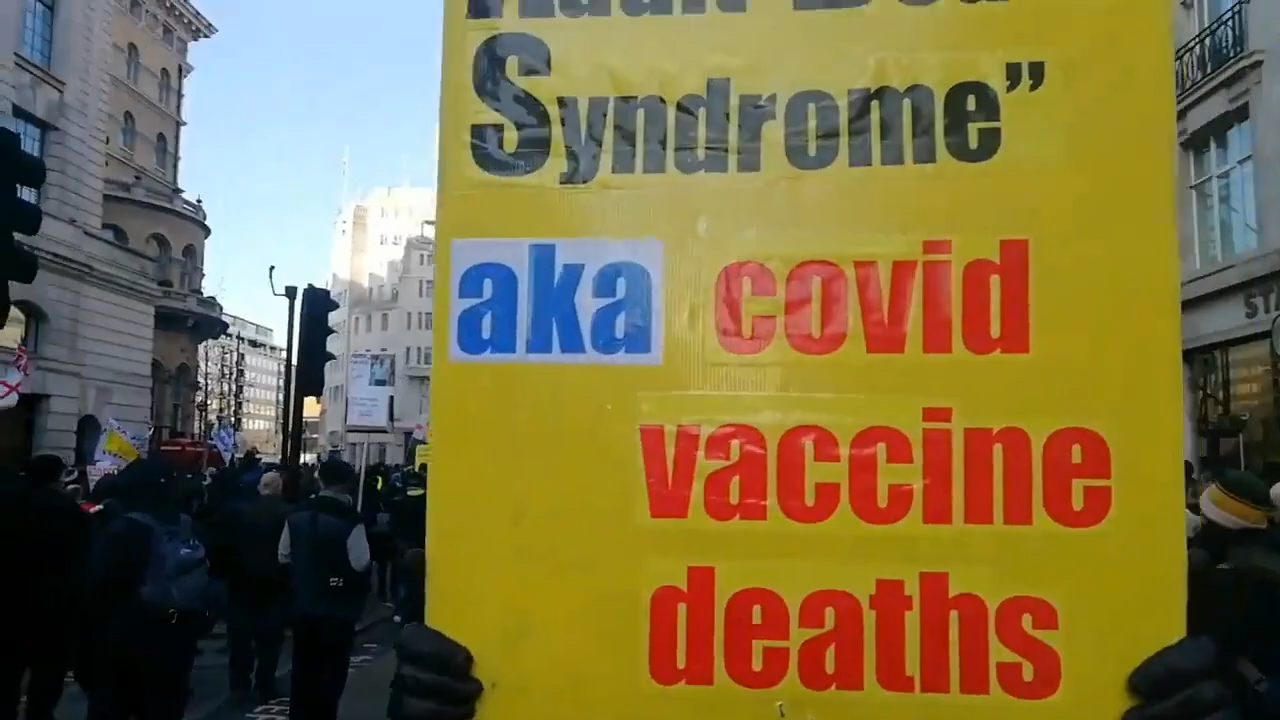 Syndrome”
aka covid
vaccine
deaths